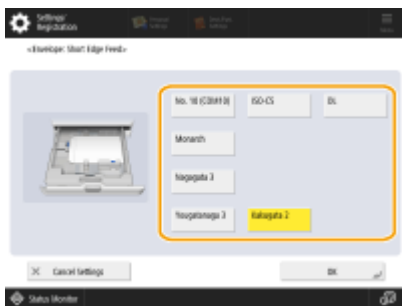 Settings/
Registration
<Envelope: Short Edge Feed>
No. 10 (COM10)
ISO-C5
DL
Monarch
Nagagata 3
Yougatanaga 3
Kakugata 2
Cancel Settings
OK
Status Monitor